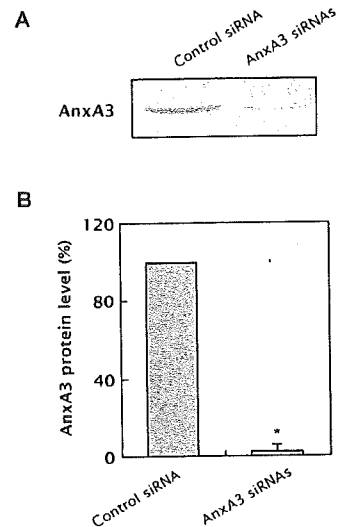 A
Control siRNA
AnxA3 siRNAs
AnxA3
B
AnxA3 protein level (%)
120
80
40
0
*
Control siRNA
AnxA3 siRNAs